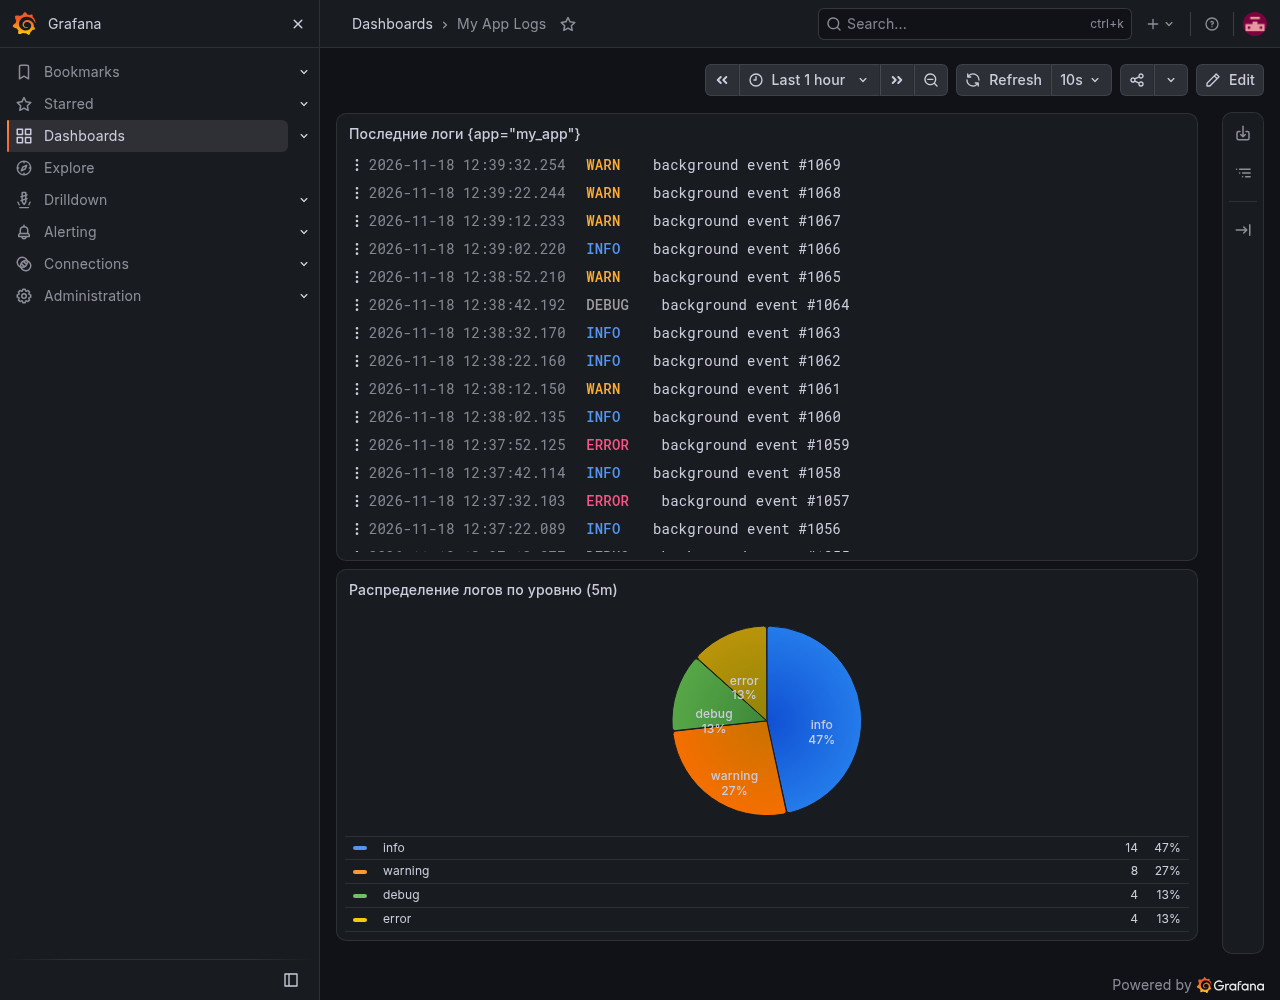 Grafana
Dashboards › My App Logs
Search... ctrl+k
Bookmarks
Starred
Dashboards
Explore
Drilldown
Alerting
Connections
Administration
Last 1 hour
Refresh
10s
Edit
Последние логи {app="my_app"}
2026-11-18 12:39:32.254 WARN background event #1069
2026-11-18 12:39:22.244 WARN background event #1068
2026-11-18 12:39:12.233 WARN background event #1067
2026-11-18 12:39:02.220 INFO background event #1066
2026-11-18 12:38:52.210 WARN background event #1065
2026-11-18 12:38:42.192 DEBUG background event #1064
2026-11-18 12:38:32.170 INFO background event #1063
2026-11-18 12:38:22.160 INFO background event #1062
2026-11-18 12:38:12.150 WARN background event #1061
2026-11-18 12:38:02.135 INFO background event #1060
2026-11-18 12:37:52.125 ERROR background event #1059
2026-11-18 12:37:42.114 INFO background event #1058
2026-11-18 12:37:32.103 ERROR background event #1057
2026-11-18 12:37:22.089 INFO background event #1056
Распределение логов по уровню (5m)
error
13%
debug
13%
info
47%
warning
27%
info 14 47%
warning 8 27%
debug 4 13%
error 4 13%
Powered by Grafana